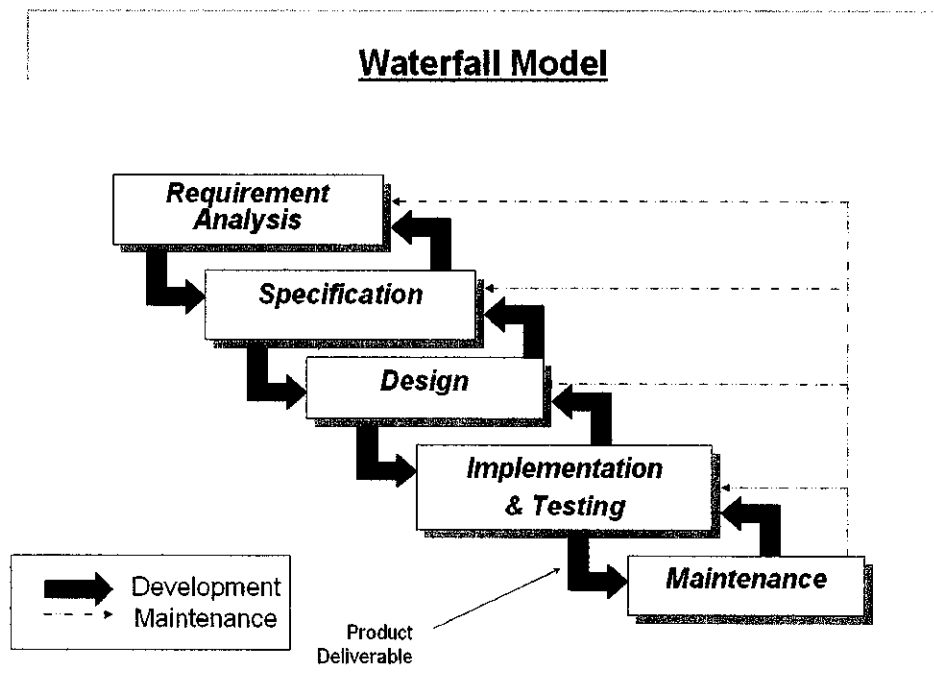 Waterfall Model
Requirement
Analysis
Specification
Design
Implementation
& Testing
Maintenance
Development
Maintenance
Product
Deliverable